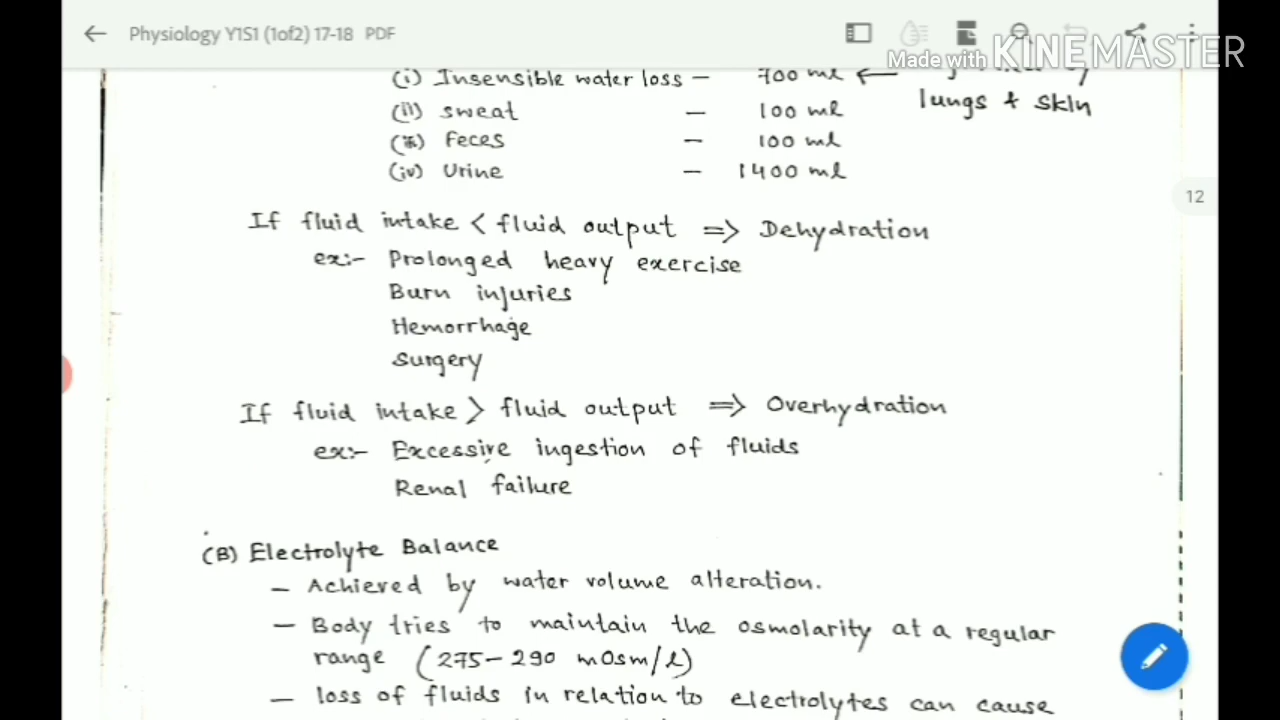 Physiology Y1S1 (1of2) 17-18 PDF
Made with KINEMASTER
(i) Insensible water loss - 700 ml ←
lungs + skin
(ii) sweat - 100 ml
(iii) Feces - 100 ml
(iv) Urine - 1400 ml
12
If fluid intake < fluid output => Dehydration
ex:- Prolonged heavy exercise
Burn injuries
Hemorrhage
Surgery
If fluid intake > fluid output => Overhydration
ex:- Excessive ingestion of fluids
Renal failure
(B) Electrolyte Balance
- Achieved by water volume alteration.
- Body tries to maintain the osmolarity at a regular
range (275-290 mOsm/l)
- loss of fluids in relation to electrolytes can cause